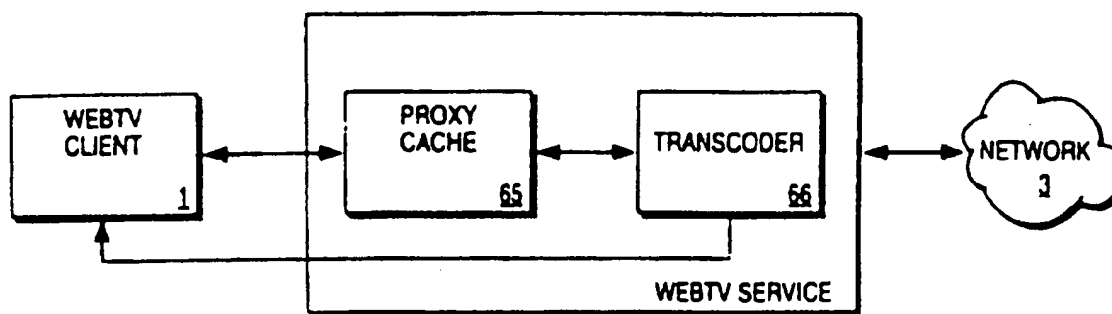 WEBTV
CLIENT
1
PROXY
CACHE
65
TRANSCODER
66
NETWORK
3
WEBTV SERVICE